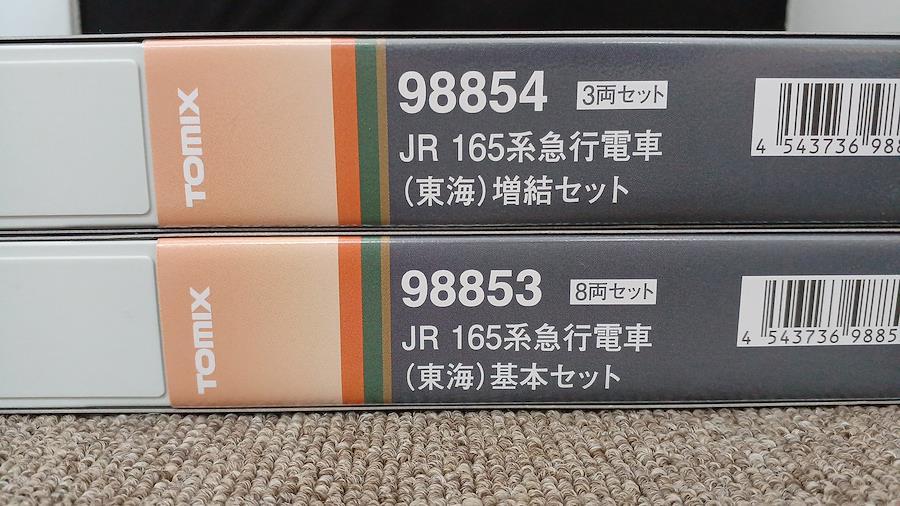 TOMIX
98854 3両セット
JR 165系急行電車
(東海)増結セット
4 543736 988
TOMIX
98853 8両セット
JR 165系急行電車
(東海)基本セット
4 543736 9885